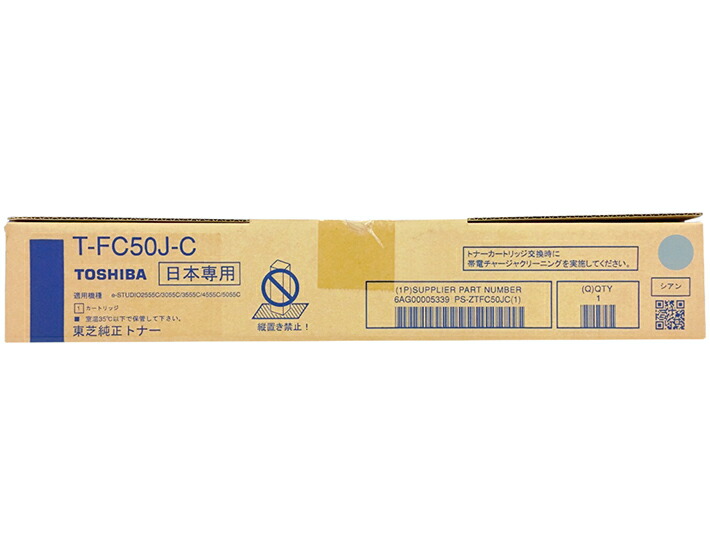 T-FC50J-C
TOSHIBA 日本専用
適用機種 e-STUDIO2555C/3055C/3555C/4555C/5055C
1 カートリッジ
■ 室温35℃以下で保管して下さい。
東芝純正トナー
縦置き禁止!
トナーカートリッジ交換時に
帯電チャージャクリーニングを実施してください。
(1P)SUPPLIER PART NUMBER
6AG00005339 PS-ZTFC50JC(1)
(Q)QTY
1
シアン